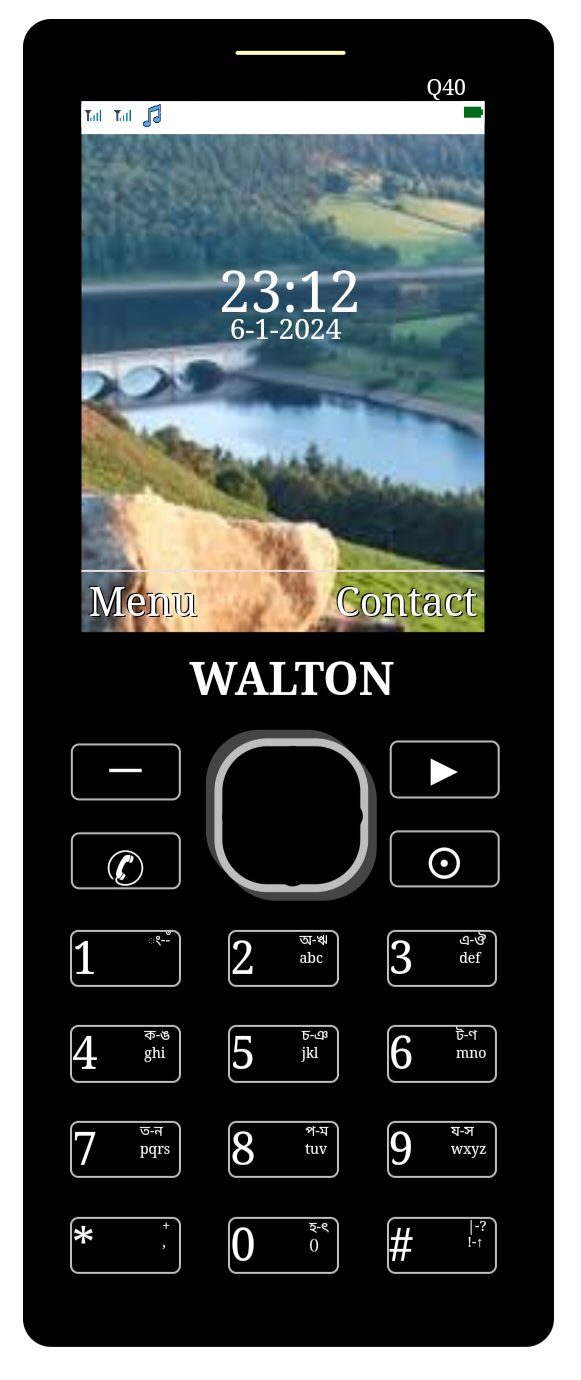 Q40
23:12
6-1-2024
Menu Contact
WALTON
1 ং-ঁ
2 অ-ঋ
abc
3 এ-ঔ
def
4 ক-ঙ
ghi
5 চ-ঞ
jkl
6 ট-ণ
mno
7 ত-ন
pqrs
8 প-ম
tuv
9 য-স
wxyz
* +
,
0 হ-ৎ
()
# |-?
!-↑